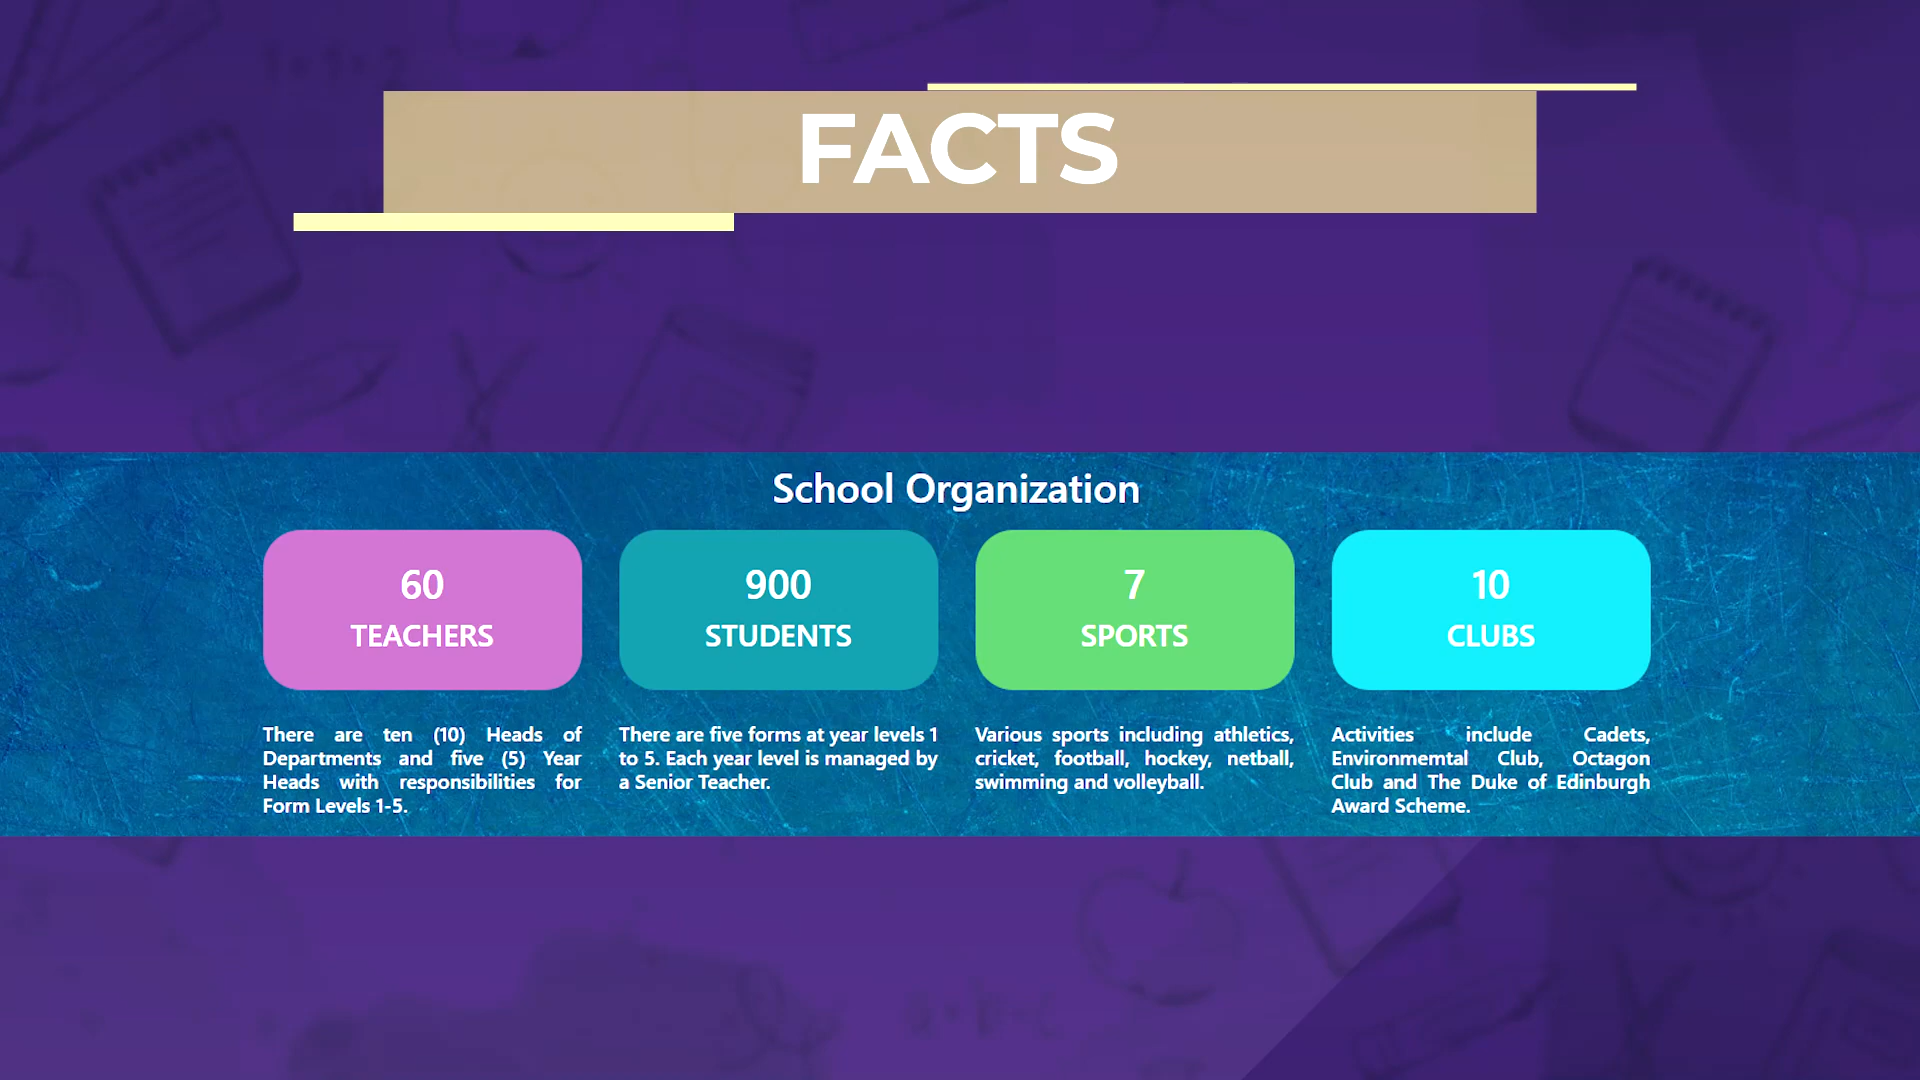 FACTS
School Organization
60
TEACHERS
900
STUDENTS
7
SPORTS
10
CLUBS
There are ten (10) Heads of
Departments and five (5) Year
Heads with responsibilities for
Form Levels 1-5.
There are five forms at year levels 1
to 5. Each year level is managed by
a Senior Teacher.
Various sports including athletics,
cricket, football, hockey, netball,
swimming and volleyball.
Activities include Cadets,
Environmemtal Club, Octagon
Club and The Duke of Edinburgh
Award Scheme.